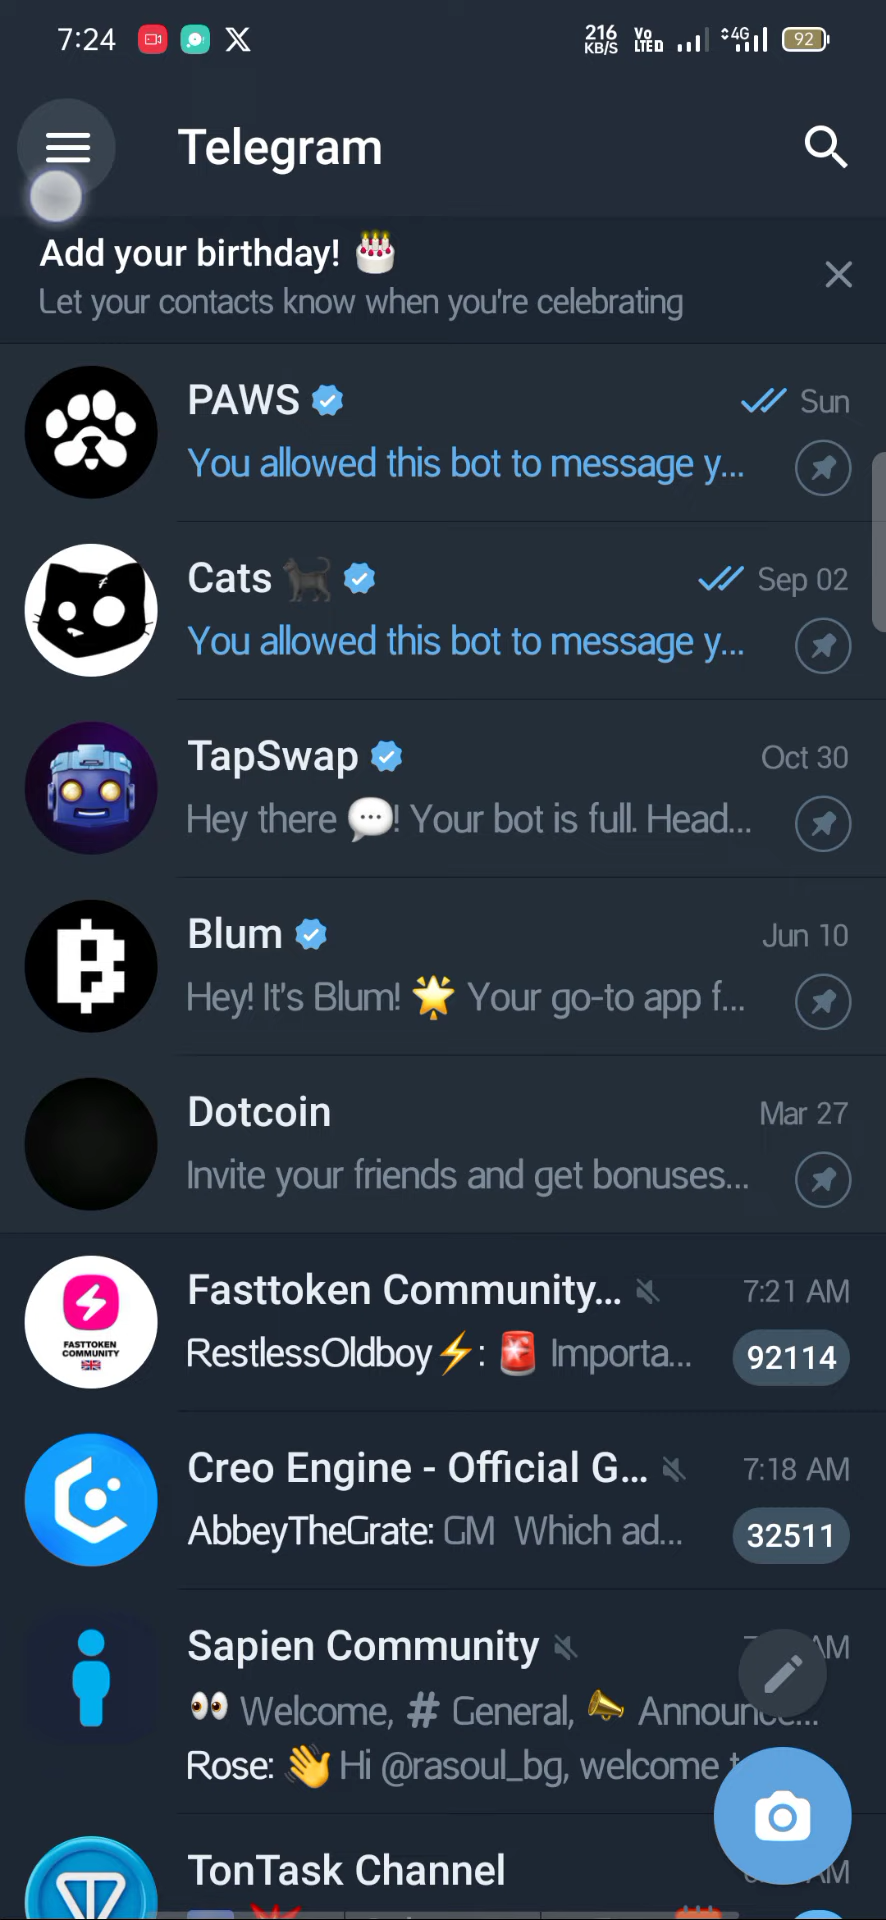 7:24
216 KB/S Vo LTED 4G 92
Telegram
Add your birthday! 🎂
Let your contacts know when you're celebrating
PAWS Sun
You allowed this bot to message y...
Cats 🐈‍⬛ Sep 02
You allowed this bot to message y...
TapSwap Oct 30
Hey there 💬! Your bot is full. Head...
Blum Jun 10
Hey! It's Blum! 🌟 Your go-to app f...
Dotcoin Mar 27
Invite your friends and get bonuses...
FASTTOKEN
COMMUNITY
Fasttoken Community... 7:21 AM
RestlessOldboy⚡: 🚨 Importa... 92114
Creo Engine - Official G... 7:18 AM
AbbeyTheGrate: GM Which ad... 32511
Sapien Community AM
👀 Welcome, # General, 📣 Announce...
Rose: 👋 Hi @rasoul_bg, welcome
TonTask Channel AM